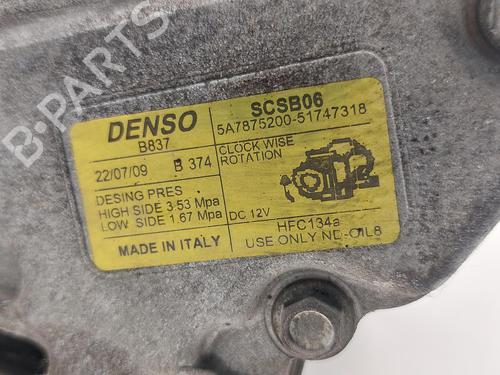 B-PARTS
DENSO
B837
22/07/09 B 374
DESING PRES
HIGH SIDE 3.53 Mpa
LOW SIDE 1.67 Mpa
MADE IN ITALY
SCSB06
5A7875200-51747318
CLOCK WISE
ROTATION
DC 12V
HFC134a
USE ONLY ND-OIL8